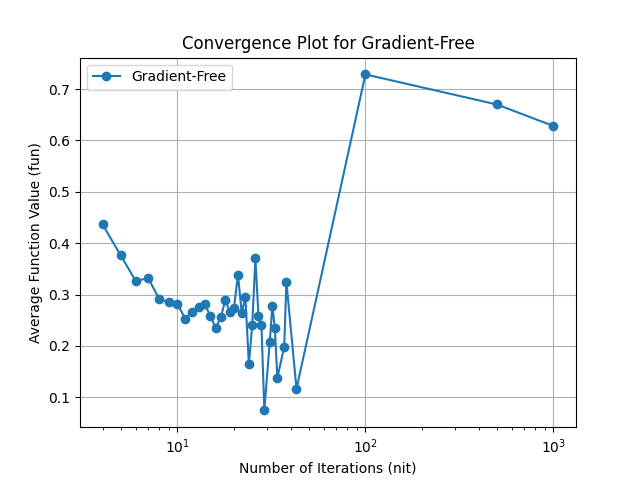 Convergence Plot for Gradient-Free
Gradient-Free
Average Function Value (fun)
0.7
0.6
0.5
0.4
0.3
0.2
0.1
10¹ 10² 10³
Number of Iterations (nit)